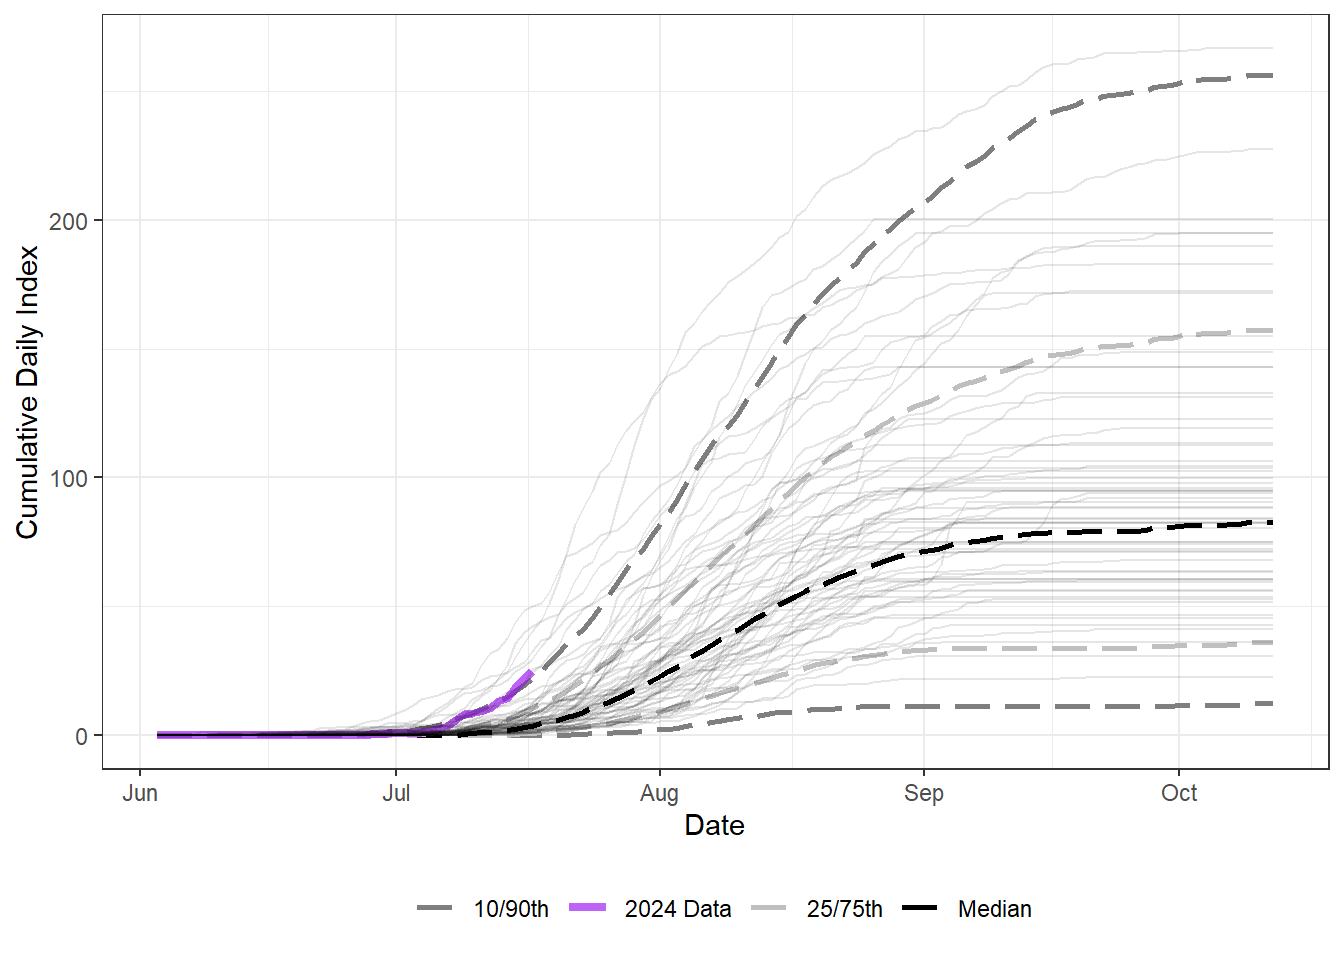 Cumulative Daily Index
200
100
0
Jun Jul Aug Sep Oct
Date
10/90th 2024 Data 25/75th Median